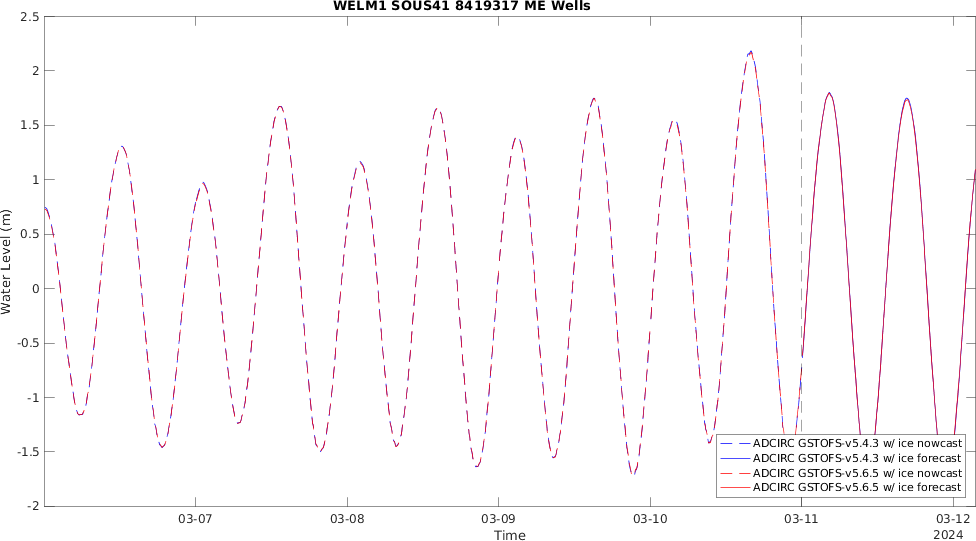 WELM1 SOUS41 8419317 ME Wells
2.5
2
1.5
1
0.5
0
-0.5
-1
-1.5
-2
Water Level (m)
ADCIRC GSTOFS-v5.4.3 w/ ice nowcast
ADCIRC GSTOFS-v5.4.3 w/ ice forecast
ADCIRC GSTOFS-v5.6.5 w/ ice nowcast
ADCIRC GSTOFS-v5.6.5 w/ ice forecast
03-07 03-08 03-09 03-10 03-11 03-12
Time
2024